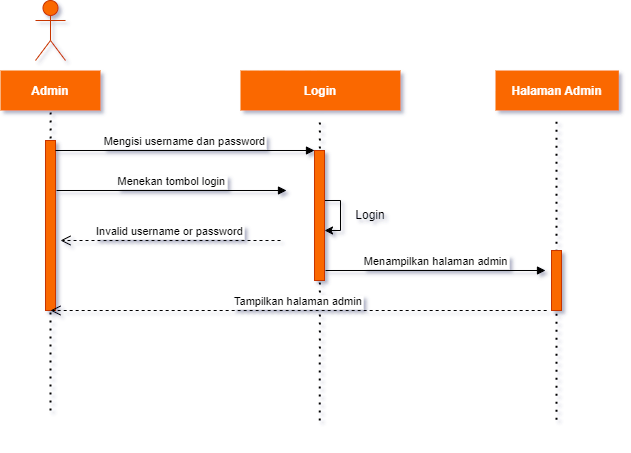 Admin
Login
Halaman Admin
Mengisi username dan password
Menekan tombol login
Login
Invalid username or password
Menampilkan halaman admin
Tampilkan halaman admin